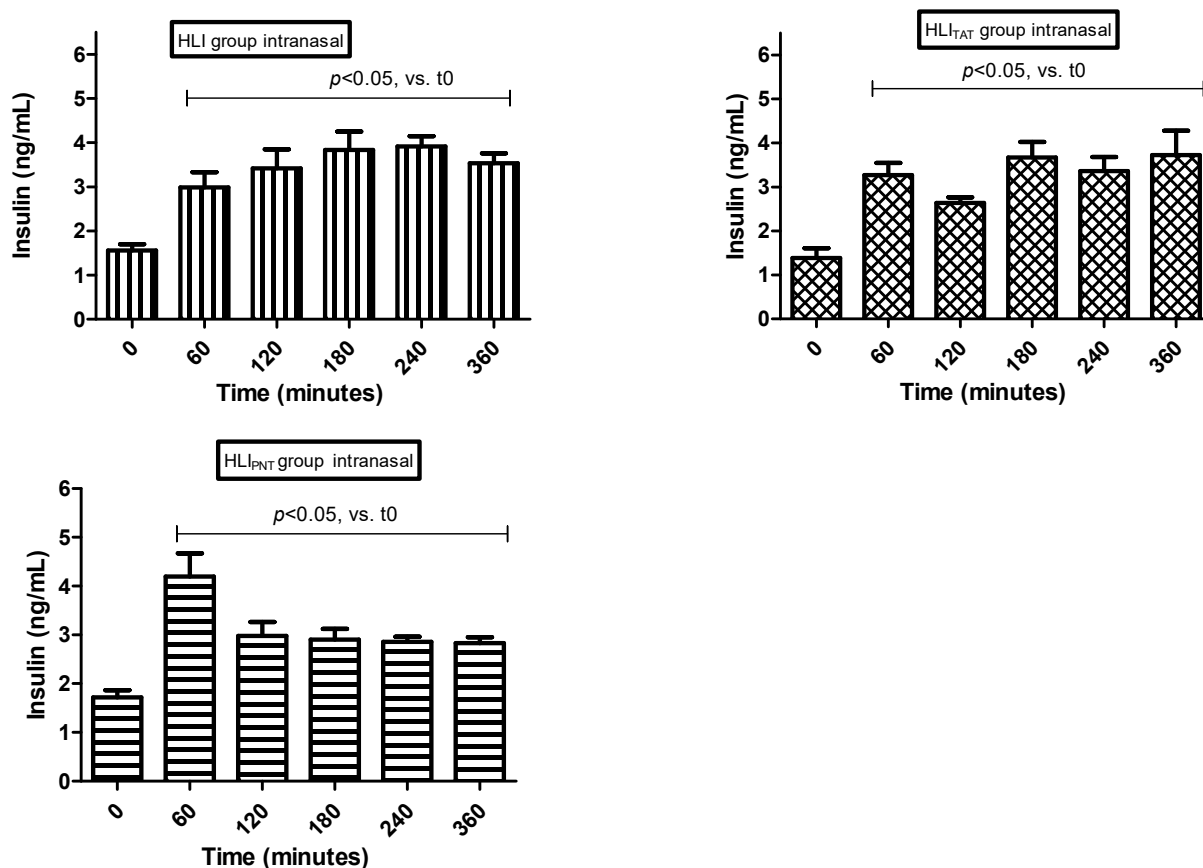 HLI group intranasal
p<0.05, vs. t0
Insulin (ng/mL)
6
5
4
3
2
1
0
0 60 120 180 240 360
Time (minutes)
HLITAT group intranasal
p<0.05, vs. t0
Insulin (ng/mL)
6
5
4
3
2
1
0
0 60 120 180 240 360
Time (minutes)
HLIPNT group intranasal
p<0.05, vs. t0
Insulin (ng/mL)
6
5
4
3
2
1
0
0 60 120 180 240 360
Time (minutes)